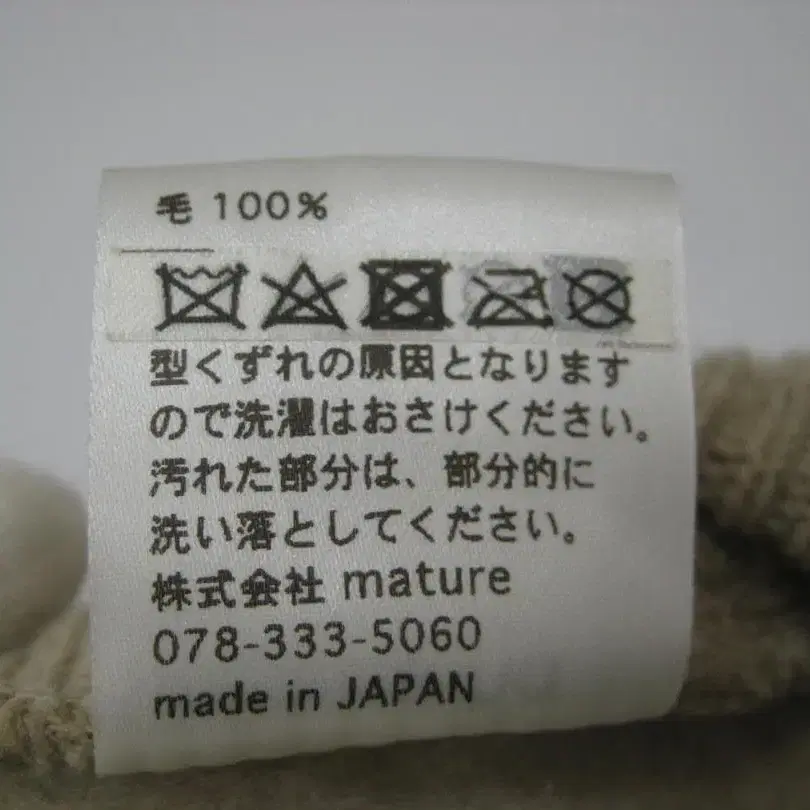 毛 100%
型くずれの原因となります
ので洗濯はおさけください。
汚れた部分は、部分的に
洗い落としてください。
株式会社 mature
078-333-5060
made in JAPAN